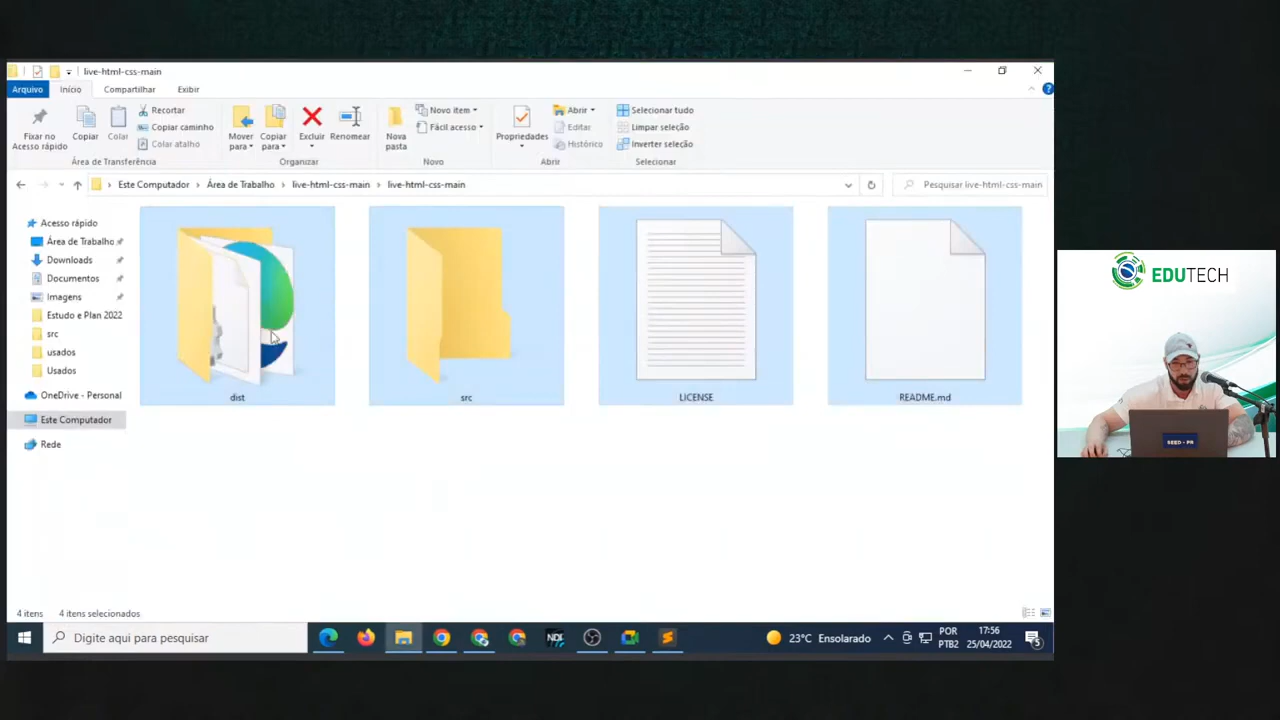 live-html-css-main
Arquivo Início Compartilhar Exibir
Fixar no Acesso rápido
Copiar
Colar
Recortar
Copiar caminho
Colar atalho
Área de Transferência
Mover para
Copiar para
Excluir
Renomear
Organizar
Nova pasta
Novo item
Fácil acesso
Novo
Propriedades
Abrir
Editar
Histórico
Abrir
Selecionar tudo
Limpar seleção
Inverter seleção
Selecionar
Este Computador > Área de Trabalho > live-html-css-main > live-html-css-main
Pesquisar live-html-css-main
Acesso rápido
Área de Trabalho
Downloads
Documentos
Imagens
Estudo e Plan 2022
src
usados
Usados
OneDrive - Personal
Este Computador
Rede
dist
src
LICENSE
README.md
4 itens 4 itens selecionados
Digite aqui para pesquisar
NDI
23°C Ensolarado
POR
PTB2
17:56
25/04/2022
5
EDUTECH
SEED - PR